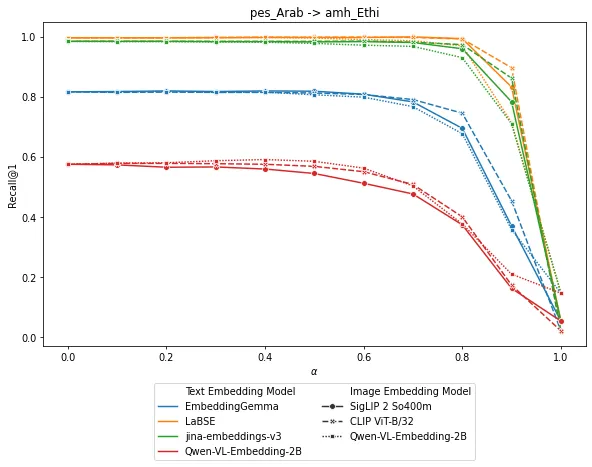 pes_Arab -> amh_Ethi
Recall@1
1.0
0.8
0.6
0.4
0.2
0.0
0.0 0.2 0.4 0.6 0.8 1.0
α
Text Embedding Model
EmbeddingGemma
LaBSE
jina-embeddings-v3
Qwen-VL-Embedding-2B
Image Embedding Model
SigLIP 2 So400m
CLIP ViT-B/32
Qwen-VL-Embedding-2B